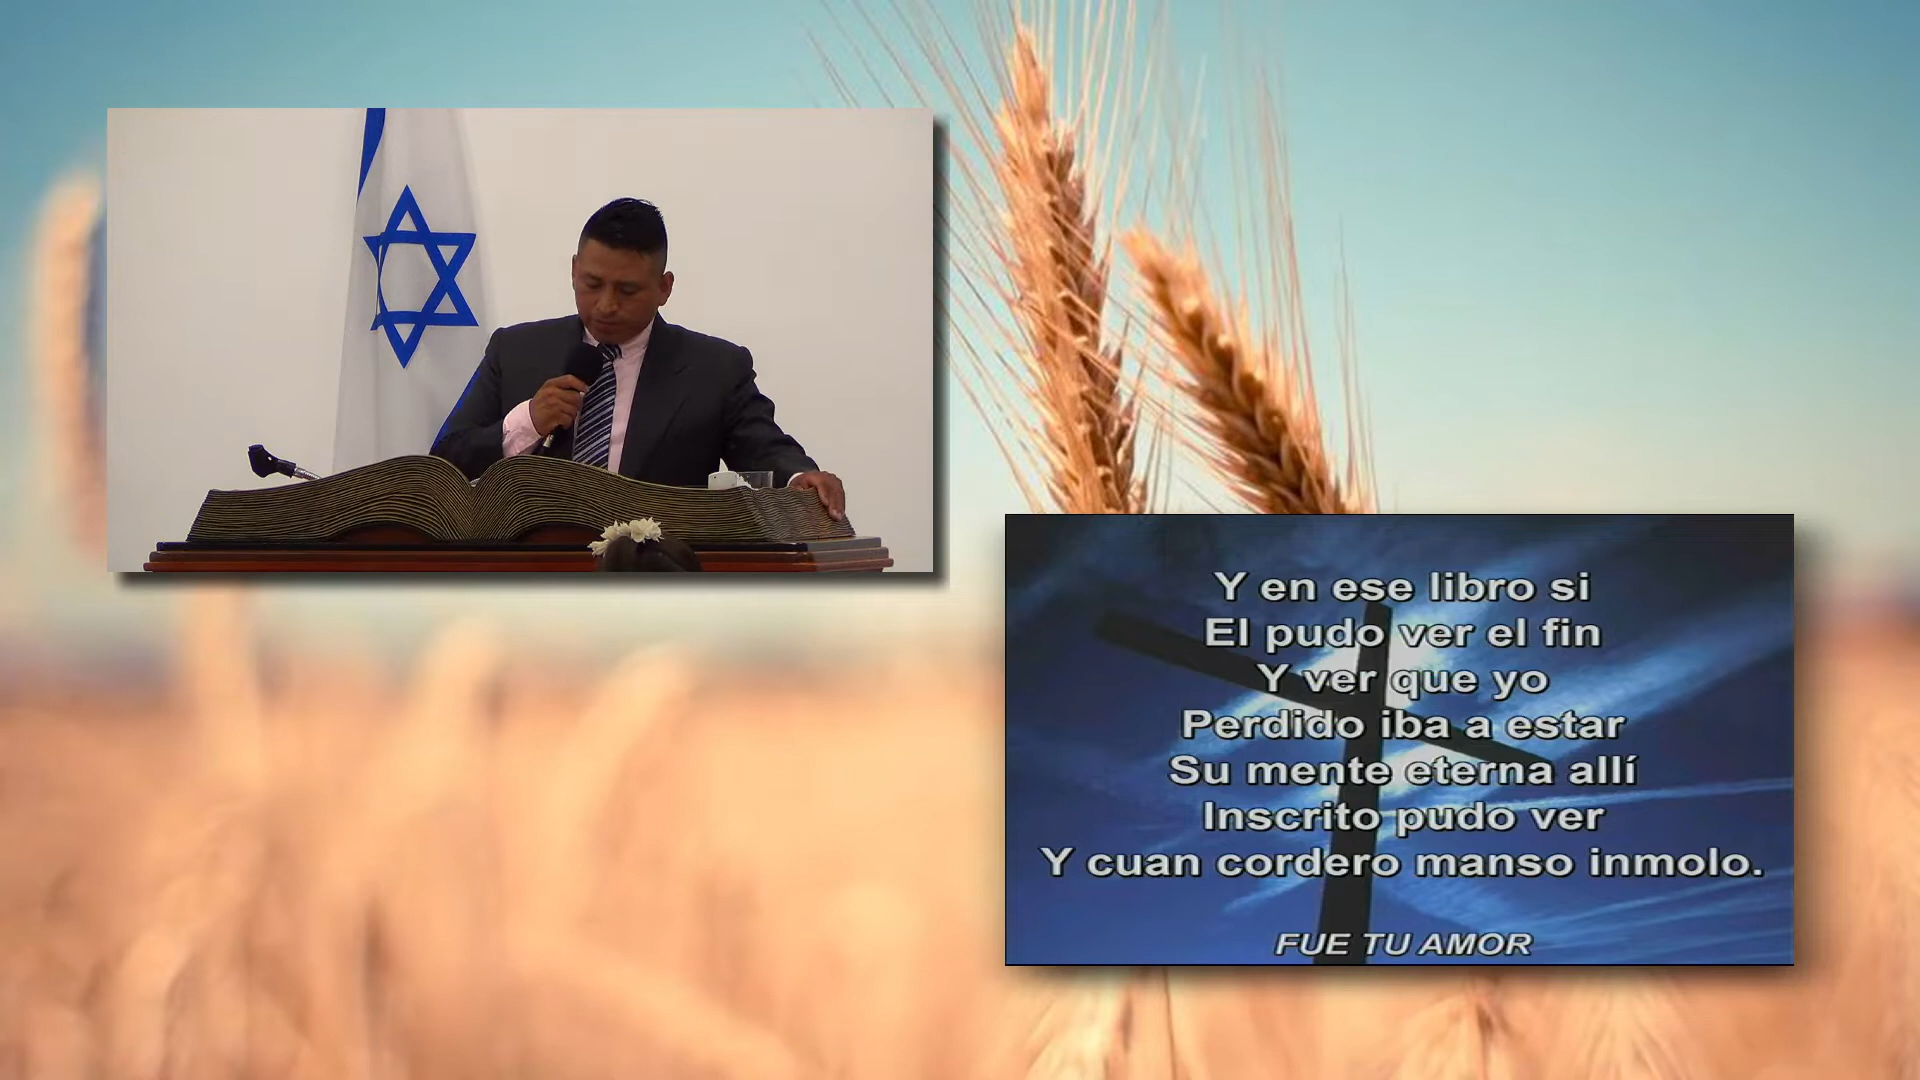 Y en ese libro si
El pudo ver el fin
Y ver que yo
Perdido iba a estar
Su mente eterna allí
Inscrito pudo ver
Y cuan cordero manso inmolo.
FUE TU AMOR